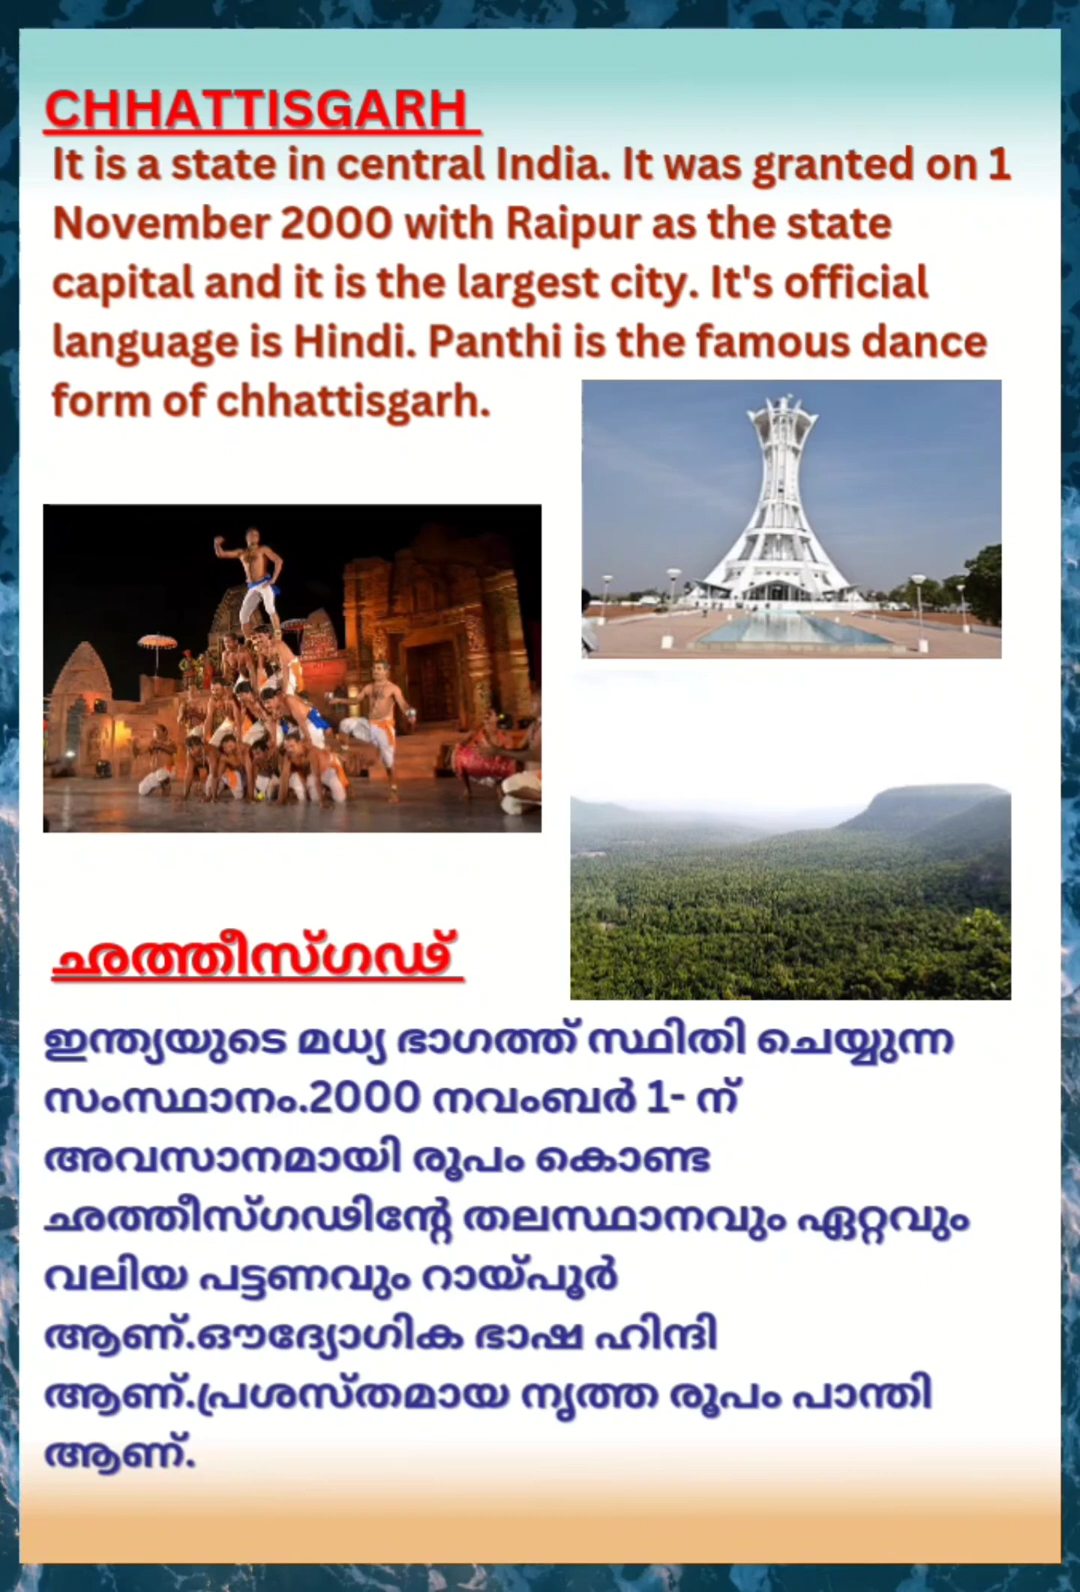 CHHATTISGARH
It is a state in central India. It was granted on 1
November 2000 with Raipur as the state
capital and it is the largest city. It's official
language is Hindi. Panthi is the famous dance
form of chhattisgarh.
ഛത്തീസ്ഗഢ്
ഇന്ത്യയുടെ മധ്യ ഭാഗത്ത് സ്ഥിതി ചെയ്യുന്ന
സംസ്ഥാനം.2000 നവംബർ 1- ന്
അവസാനമായി രൂപം കൊണ്ട
ഛത്തീസ്ഗഢിന്റേ തലസ്ഥാനവും ഏറ്റവും
വലിയ പട്ടണവും റായ്പൂർ
ആണ്.ഔദ്യോഗിക ഭാഷ ഹിന്ദി
ആണ്.പ്രശസ്തമായ നൃത്ത രൂപം പാന്തി
ആണ്.